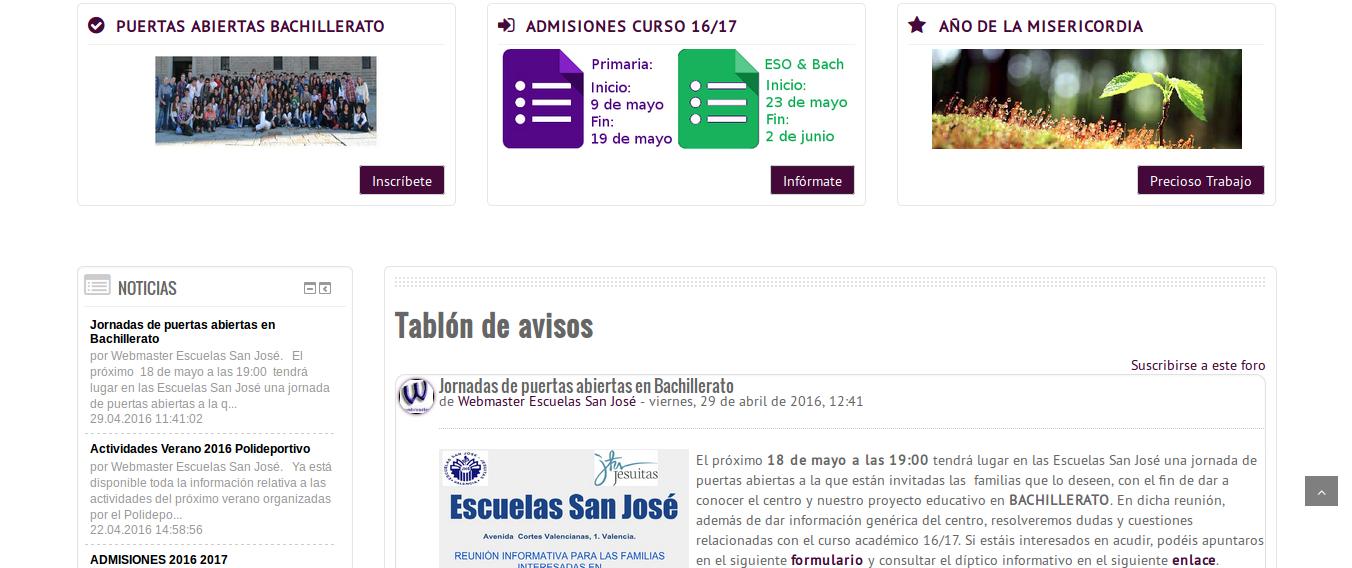 PUERTAS ABIERTAS BACHILLERATO
Inscríbete
ADMISIONES CURSO 16/17
Primaria:
Inicio:
9 de mayo
Fin:
19 de mayo
ESO & Bach
Inicio:
23 de mayo
Fin:
2 de junio
Infórmate
AÑO DE LA MISERICORDIA
Precioso Trabajo
NOTICIAS
Jornadas de puertas abiertas en
Bachillerato
por Webmaster Escuelas San José. El
próximo 18 de mayo a las 19:00 tendrá
lugar en las Escuelas San José una jornada
de puertas abiertas a la q...
29.04.2016 11:41:02
Actividades Verano 2016 Polideportivo
por Webmaster Escuelas San José. Ya está
disponible toda la información relativa a las
actividades del próximo verano organizadas
por el Polidepo...
22.04.2016 14:58:56
ADMISIONES 2016 2017
Tablón de avisos
Suscribirse a este foro
Jornadas de puertas abiertas en Bachillerato
de Webmaster Escuelas San José - viernes, 29 de abril de 2016, 12:41
jesuitas
Escuelas San José
Avenida Cortes Valencianas, 1. Valencia.
REUNIÓN INFORMATIVA PARA LAS FAMILIAS
INTERESADAS EN
El próximo 18 de mayo a las 19:00 tendrá lugar en las Escuelas San José una jornada de
puertas abiertas a la que están invitadas las familias que lo deseen, con el fin de dar a
conocer el centro y nuestro proyecto educativo en BACHILLERATO. En dicha reunión,
además de dar información genérica del centro, resolveremos dudas y cuestiones
relacionadas con el curso académico 16/17. Si estáis interesados en acudir, podéis apuntaros
en el siguiente formulario y consultar el díptico informativo en el siguiente enlace.